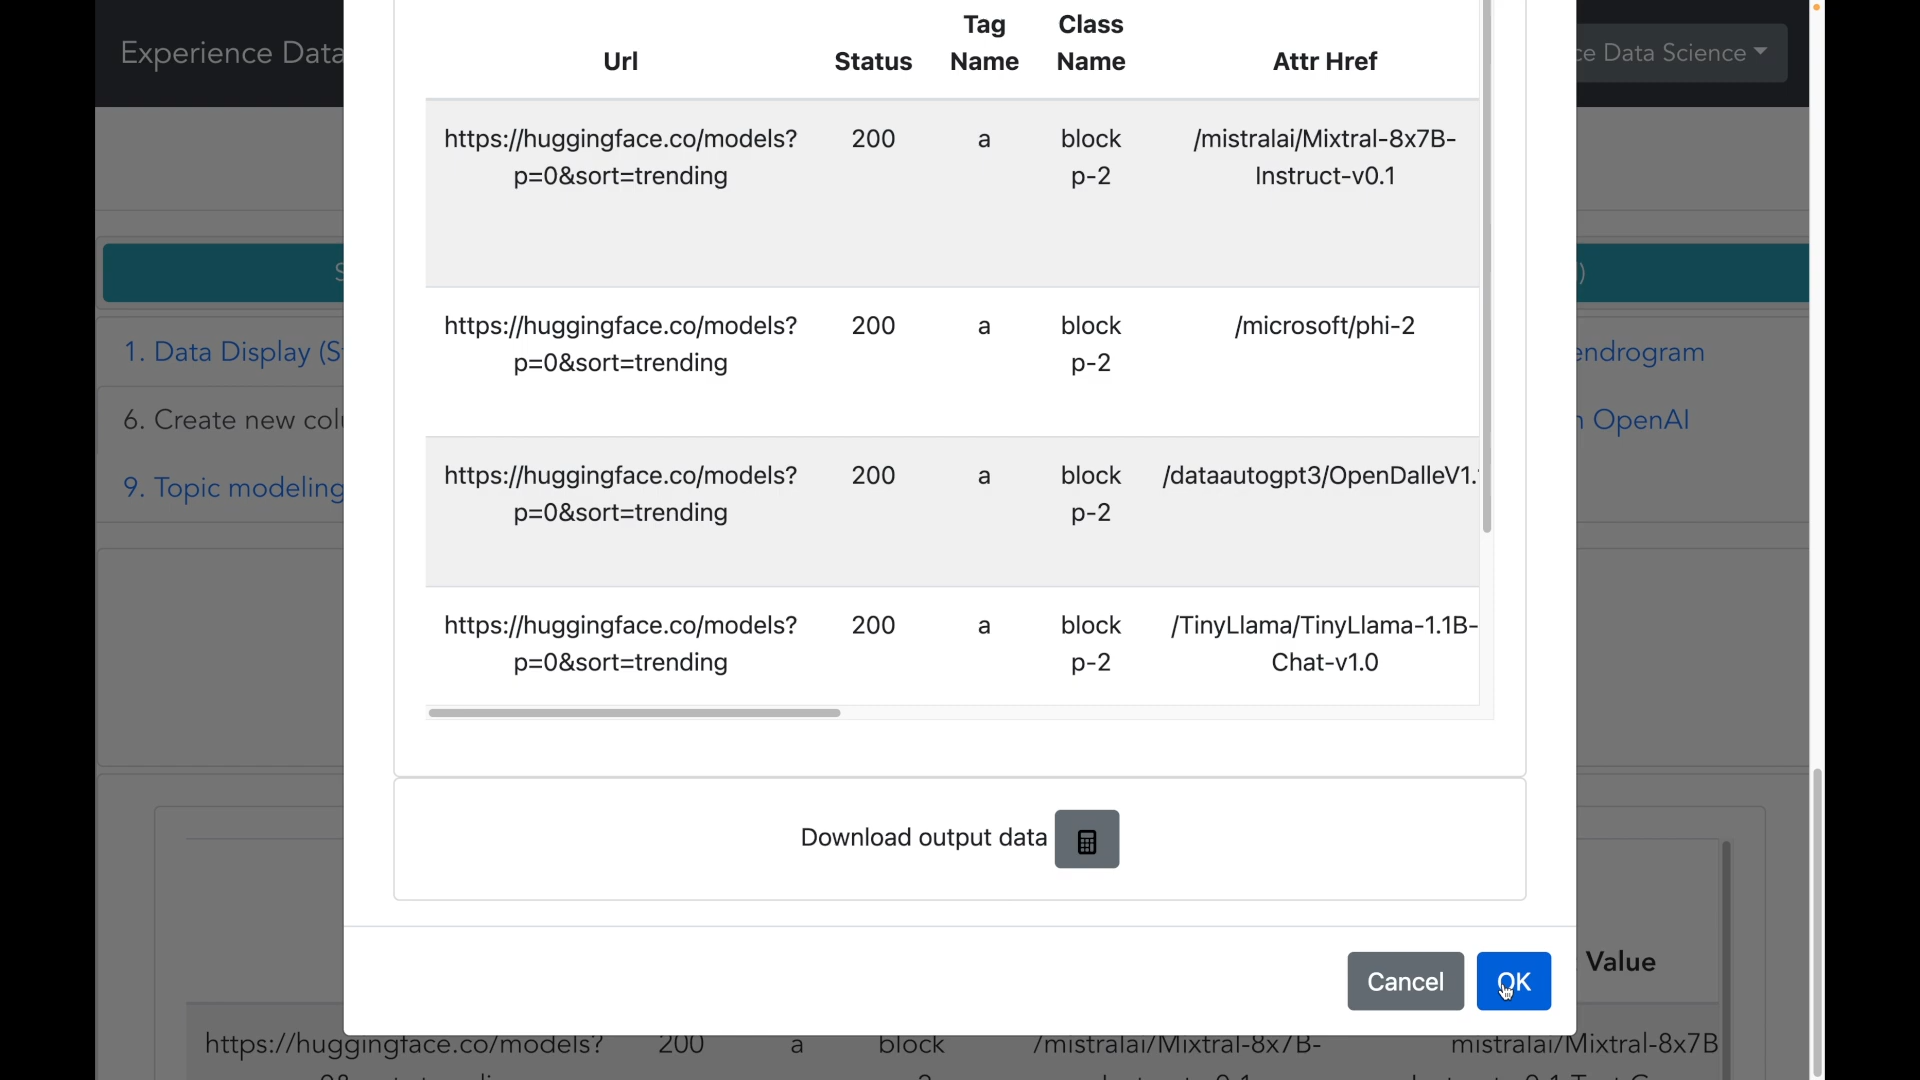 Experience Data
ce Data Science
Tag Class
Url Status Name Name Attr Href
https://huggingface.co/models? 200 a block /mistralai/Mixtral-8x7B-
p=0&sort=trending p-2 Instruct-v0.1
https://huggingface.co/models? 200 a block /microsoft/phi-2
p=0&sort=trending p-2
https://huggingface.co/models? 200 a block /dataautogpt3/OpenDalleV1.
p=0&sort=trending p-2
https://huggingface.co/models? 200 a block /TinyLlama/TinyLlama-1.1B-
p=0&sort=trending p-2 Chat-v1.0
1. Data Display (S
endrogram
6. Create new col
OpenAI
9. Topic modeling
Download output data
Cancel OK
Value
https://huggingface.co/models? 200 a block /mistralai/Mixtral-8x7B- mistralai/Mixtral-8x7B